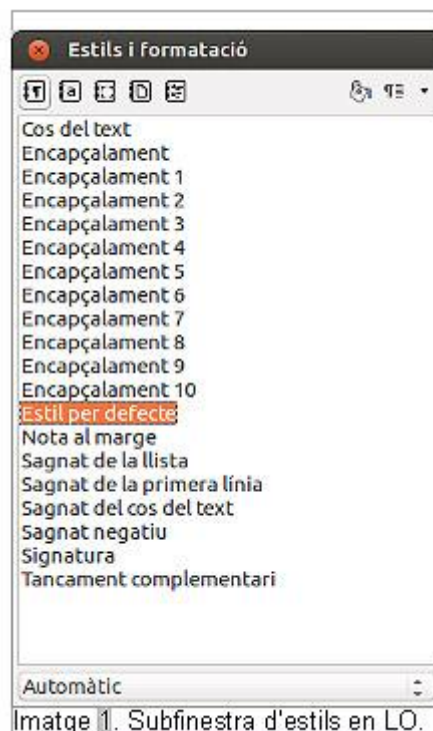 Estils i formatació
Cos del text
Encapçalament
Encapçalament 1
Encapçalament 2
Encapçalament 3
Encapçalament 4
Encapçalament 5
Encapçalament 6
Encapçalament 7
Encapçalament 8
Encapçalament 9
Encapçalament 10
Estil per defecte
Nota al marge
Sagnat de la llista
Sagnat de la primera línia
Sagnat del cos del text
Sagnat negatiu
Signatura
Tancament complementari
Automàtic
Imatge 1. Subfinestra d'estils en LO.